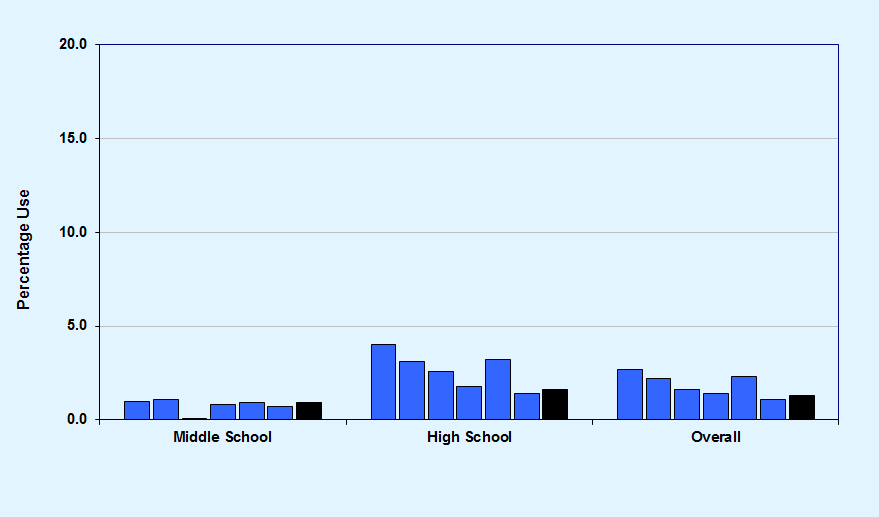 20.0
15.0
10.0
5.0
0.0
Percentage Use
Middle School
High School
Overall